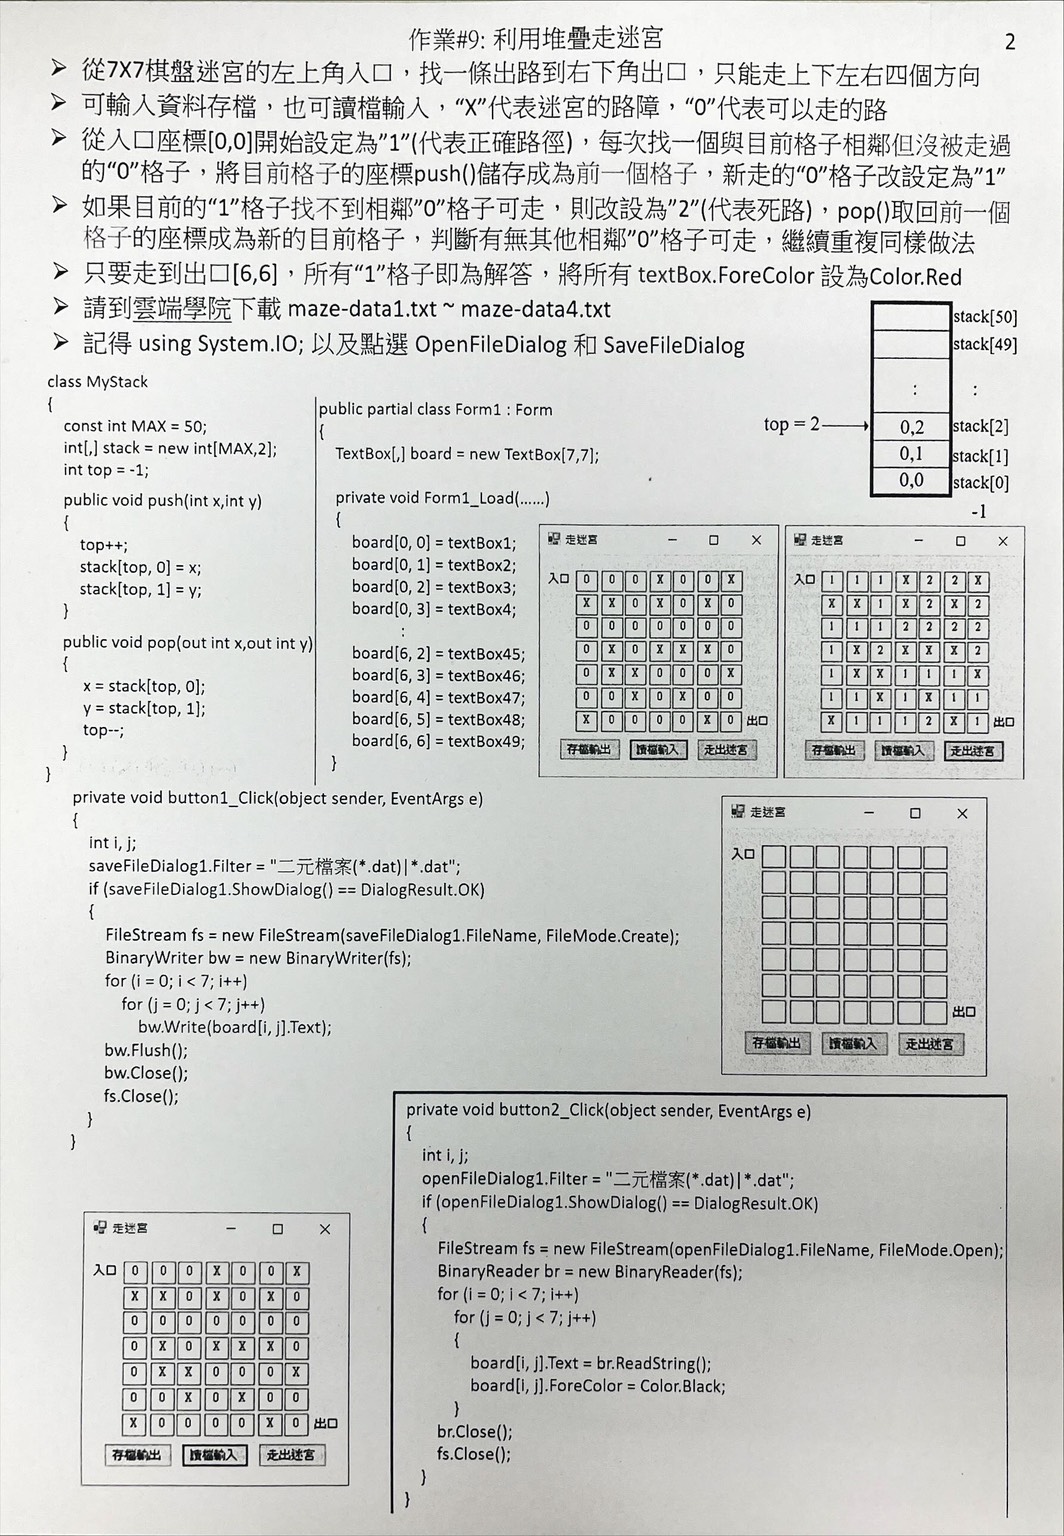 作業#9: 利用堆疊走迷宮
2
➢ 從7X7棋盤迷宮的左上角入口，找一條出路到右下角出口，只能走上下左右四個方向
➢ 可輸入資料存檔，也可讀檔輸入，“X”代表迷宮的路障，“0”代表可以走的路
➢ 從入口座標[0,0]開始設定為”1”(代表正確路徑)，每次找一個與目前格子相鄰但沒被走過
的“0”格子，將目前格子的座標push()儲存成為前一個格子，新走的“0”格子改設定為”1”
➢ 如果目前的“1”格子找不到相鄰”0”格子可走，則改設為”2”(代表死路)，pop()取回前一個
格子的座標成為新的目前格子，判斷有無其他相鄰”0”格子可走，繼續重複同樣做法
➢ 只要走到出口[6,6]，所有“1”格子即為解答，將所有 textBox.ForeColor 設為Color.Red
➢ 請到雲端學院下載 maze-data1.txt ~ maze-data4.txt
➢ 記得 using System.IO; 以及點選 OpenFileDialog 和 SaveFileDialog
stack[50]
stack[49]
: :
top = 2 0,2 stack[2]
0,1 stack[1]
0,0 stack[0]
-1
class MyStack
{
const int MAX = 50;
int[,] stack = new int[MAX,2];
int top = -1;
public void push(int x,int y)
{
top++;
stack[top, 0] = x;
stack[top, 1] = y;
}
public void pop(out int x,out int y)
{
x = stack[top, 0];
y = stack[top, 1];
top--;
}
}
public partial class Form1 : Form
{
TextBox[,] board = new TextBox[7,7];
private void Form1_Load(......)
{
board[0, 0] = textBox1;
board[0, 1] = textBox2;
board[0, 2] = textBox3;
board[0, 3] = textBox4;
:
board[6, 2] = textBox45;
board[6, 3] = textBox46;
board[6, 4] = textBox47;
board[6, 5] = textBox48;
board[6, 6] = textBox49;
}
走迷宮
入口 0 0 0 X 0 0 X
X X 0 X 0 X 0
0 0 0 0 0 0 0
0 X 0 X X X 0
0 X X 0 0 0 X
0 0 X 0 X 0 0
X 0 0 0 0 X 0 出口
存檔輸出 讀檔輸入 走出迷宮
走迷宮
入口 1 1 1 X 2 2 X
X X 1 X 2 X 2
1 1 1 2 2 2 2
1 X 2 X X X 2
1 X X 1 1 1 X
1 1 X 1 X 1 1
X 1 1 1 2 X 1 出口
存檔輸出 讀檔輸入 走出迷宮
private void button1_Click(object sender, EventArgs e)
{
int i, j;
saveFileDialog1.Filter = "二元檔案(*.dat)|*.dat";
if (saveFileDialog1.ShowDialog() == DialogResult.OK)
{
FileStream fs = new FileStream(saveFileDialog1.FileName, FileMode.Create);
BinaryWriter bw = new BinaryWriter(fs);
for (i = 0; i < 7; i++)
for (j = 0; j < 7; j++)
bw.Write(board[i, j].Text);
bw.Flush();
bw.Close();
fs.Close();
}
}
走迷宮
入口
出口
存檔輸出 讀檔輸入 走出迷宮
private void button2_Click(object sender, EventArgs e)
{
int i, j;
openFileDialog1.Filter = "二元檔案(*.dat)|*.dat";
if (openFileDialog1.ShowDialog() == DialogResult.OK)
{
FileStream fs = new FileStream(openFileDialog1.FileName, FileMode.Open);
BinaryReader br = new BinaryReader(fs);
for (i = 0; i < 7; i++)
for (j = 0; j < 7; j++)
{
board[i, j].Text = br.ReadString();
board[i, j].ForeColor = Color.Black;
}
br.Close();
fs.Close();
}
}
走迷宮
入口 0 0 0 X 0 0 X
X X 0 X 0 X 0
0 0 0 0 0 0 0
0 X 0 X X X 0
0 X X 0 0 0 X
0 0 X 0 X 0 0
X 0 0 0 0 X 0 出口
存檔輸出 讀檔輸入 走出迷宮